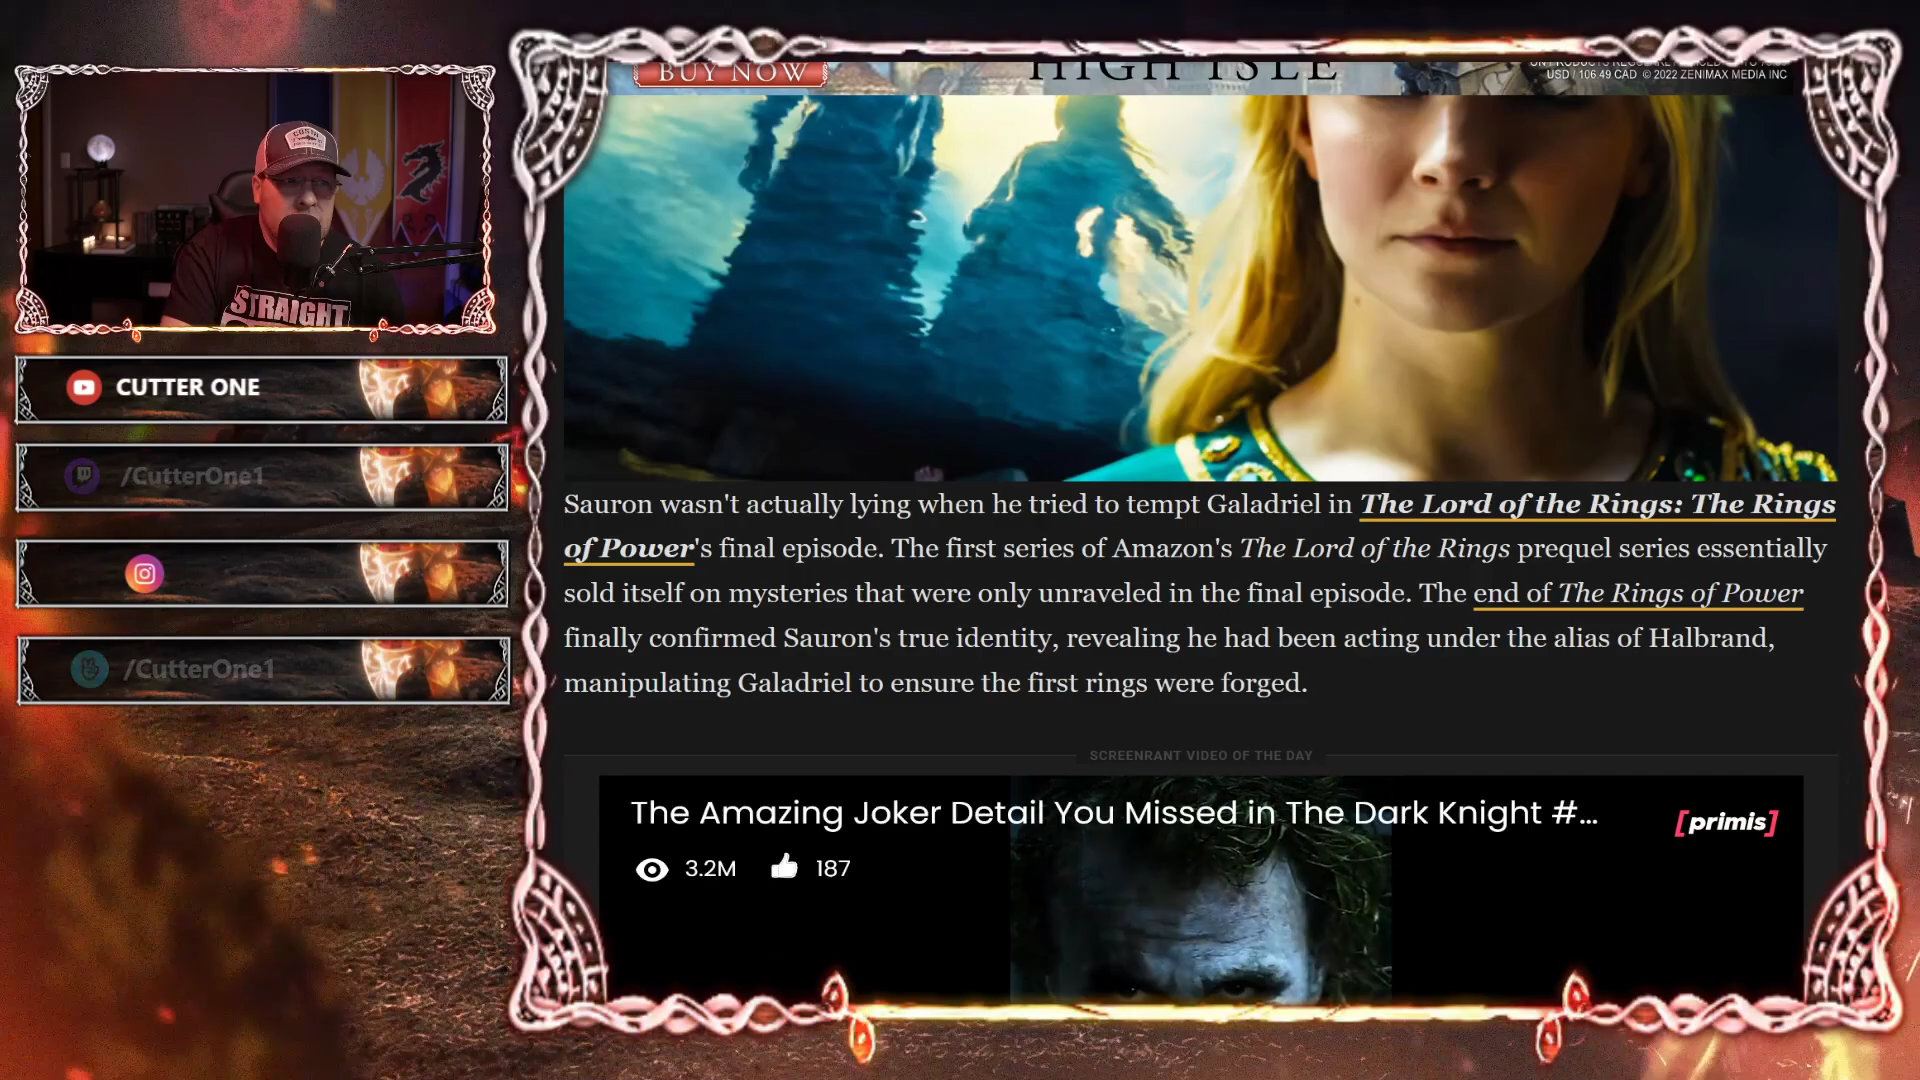 BUY NOW
HIGH ISLE
USD / 106.49 CAD © 2022 ZENIMAX MEDIA INC
COSTA
STRAIGHT
CUTTER ONE
/CutterOne1
/CutterOne1
Sauron wasn't actually lying when he tried to tempt Galadriel in The Lord of the Rings: The Rings
of Power's final episode. The first series of Amazon's The Lord of the Rings prequel series essentially
sold itself on mysteries that were only unraveled in the final episode. The end of The Rings of Power
finally confirmed Sauron's true identity, revealing he had been acting under the alias of Halbrand,
manipulating Galadriel to ensure the first rings were forged.
SCREENRANT VIDEO OF THE DAY
The Amazing Joker Detail You Missed in The Dark Knight #...
[primis]
3.2M 187